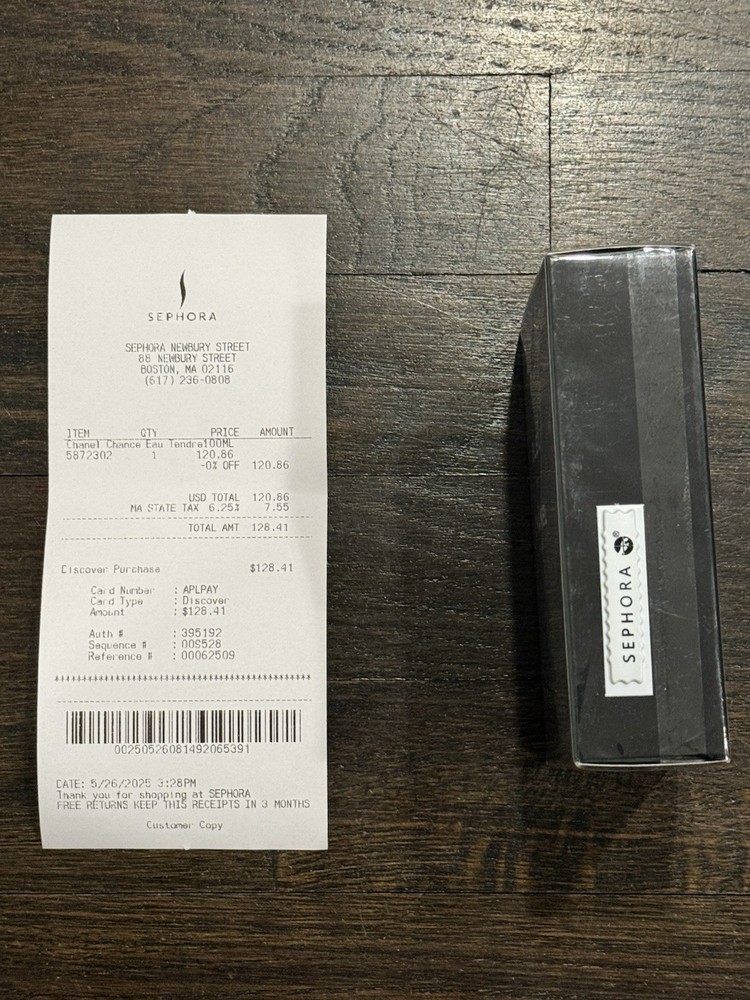 SEPHORA
SEPHORA NEWBURY STREET
88 NEWBURY STREET
BOSTON, MA 02116
(617) 236-0808
ITEM QTY PRICE AMOUNT
Chanel Chance Eau Tendre100ML
5872302 1 120.86
-0% OFF 120.86
USD TOTAL 120.86
MA STATE TAX 6.25% 7.55
TOTAL AMT 128.41
Discover Purchase $128.41
Card Number : APLPAY
Card Type : Discover
Amount : $128.41
Auth # : 395192
Sequence # : 00S528
Reference # : 00062509
00250526081492065391
DATE: 5/26/2025 3:28PM
Thank you for shopping at SEPHORA
FREE RETURNS KEEP THIS RECEIPTS IN 3 MONTHS
Customer Copy
SEPHORA